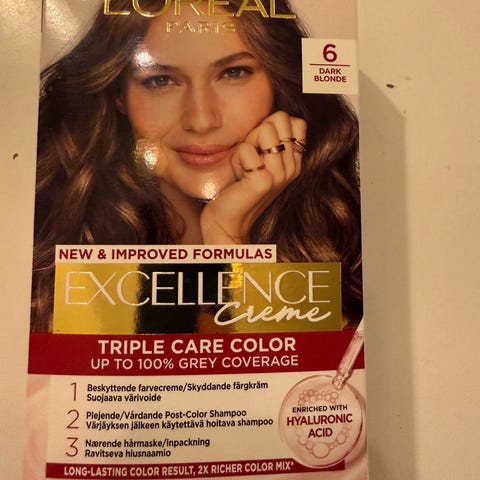 L'ORÉAL
PARIS
6
DARK
BLONDE
NEW & IMPROVED FORMULAS
EXCELLENCE
Creme
TRIPLE CARE COLOR
UP TO 100% GREY COVERAGE
1 Beskyttende farvecreme/Skyddande färgkräm
Suojaava värivoide
2 Plejende/Vårdande Post-Color Shampoo
Värjäyksen jälkeen käytettävä hoitava shampoo
3 Nærende hårmaske/inpackning
Ravitseva hiusnaamio
ENRICHED WITH
HYALURONIC
ACID
LONG-LASTING COLOR RESULT, 2X RICHER COLOR MIX*